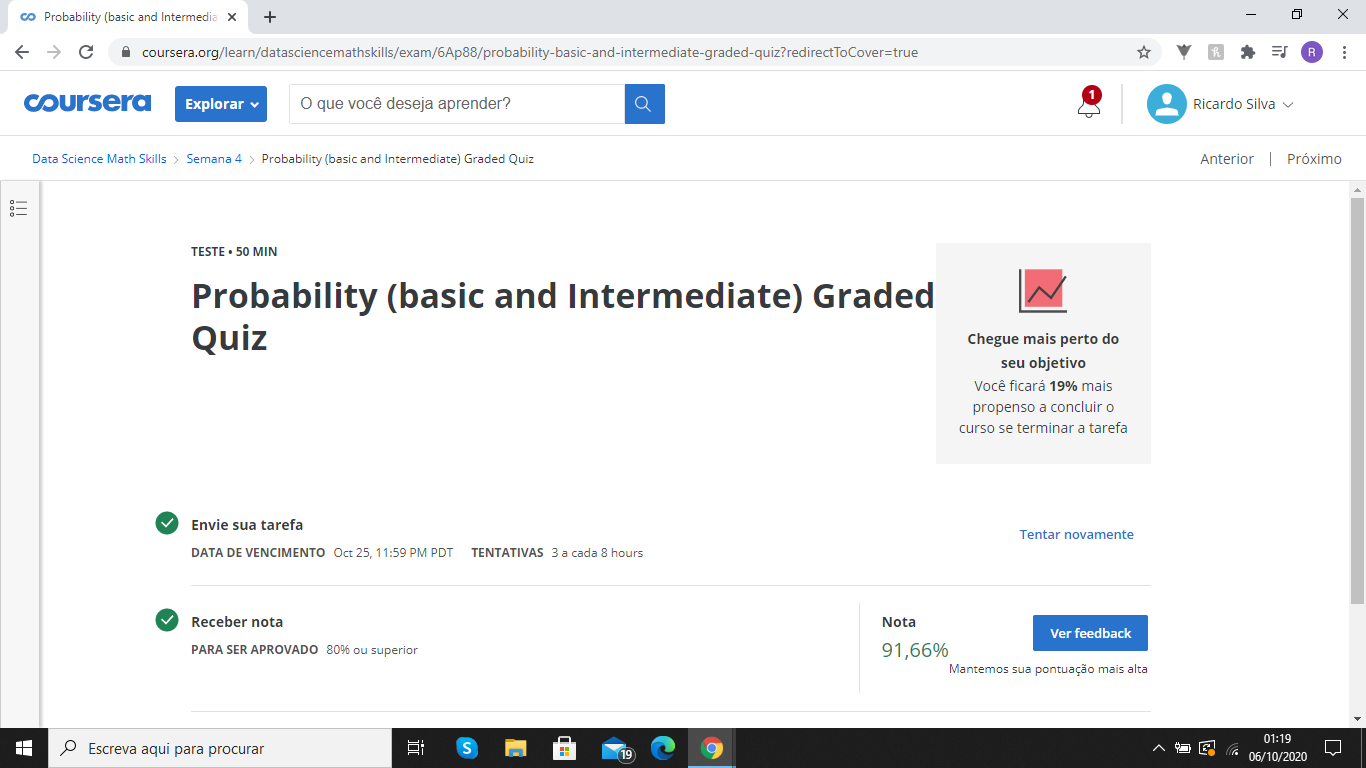 Probability (basic and Intermedia
coursera.org/learn/datasciencemathskills/exam/6Ap88/probability-basic-and-intermediate-graded-quiz?redirectToCover=true
R
coursera
Explorar
O que você deseja aprender?
1
Ricardo Silva
Data Science Math Skills
Semana 4
Probability (basic and Intermediate) Graded Quiz
Anterior | Próximo
TESTE • 50 MIN
Probability (basic and Intermediate) Graded
Quiz
Chegue mais perto do
seu objetivo
Você ficará 19% mais
propenso a concluir o
curso se terminar a tarefa
Envie sua tarefa
DATA DE VENCIMENTO Oct 25, 11:59 PM PDT TENTATIVAS 3 a cada 8 hours
Tentar novamente
Receber nota
PARA SER APROVADO 80% ou superior
Nota
91,66%
Ver feedback
Mantemos sua pontuação mais alta
Escreva aqui para procurar
19
01:19
06/10/2020